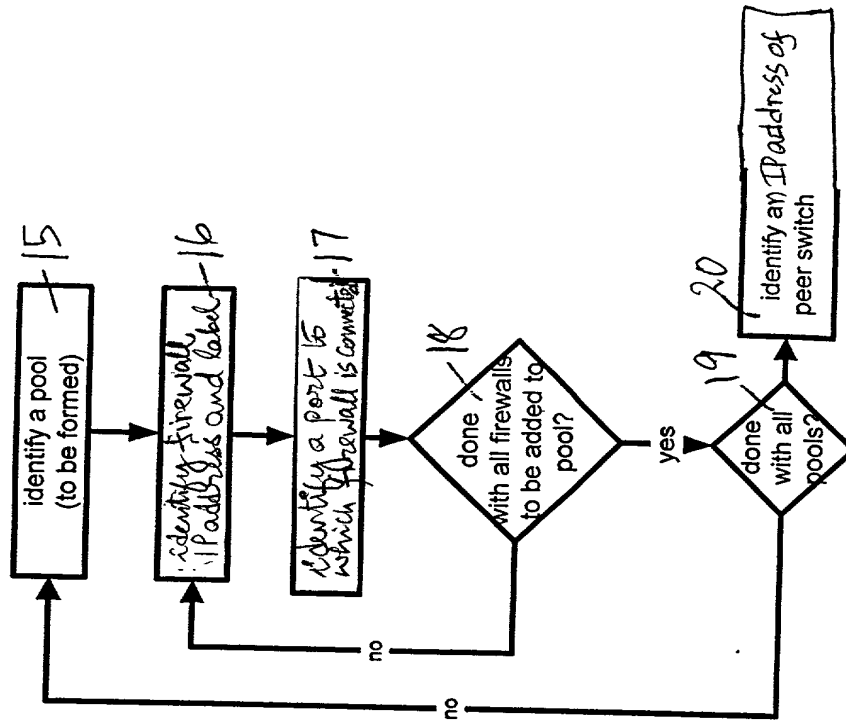 identify a pool
(to be formed)
15
identify firewall
IP address and label
16
identify a port to
which firewall is connected
17
done
with all firewalls
to be added to
pool?
18
no
yes
done
with all
pools?
19
no
20
identify an IP address of
peer switch